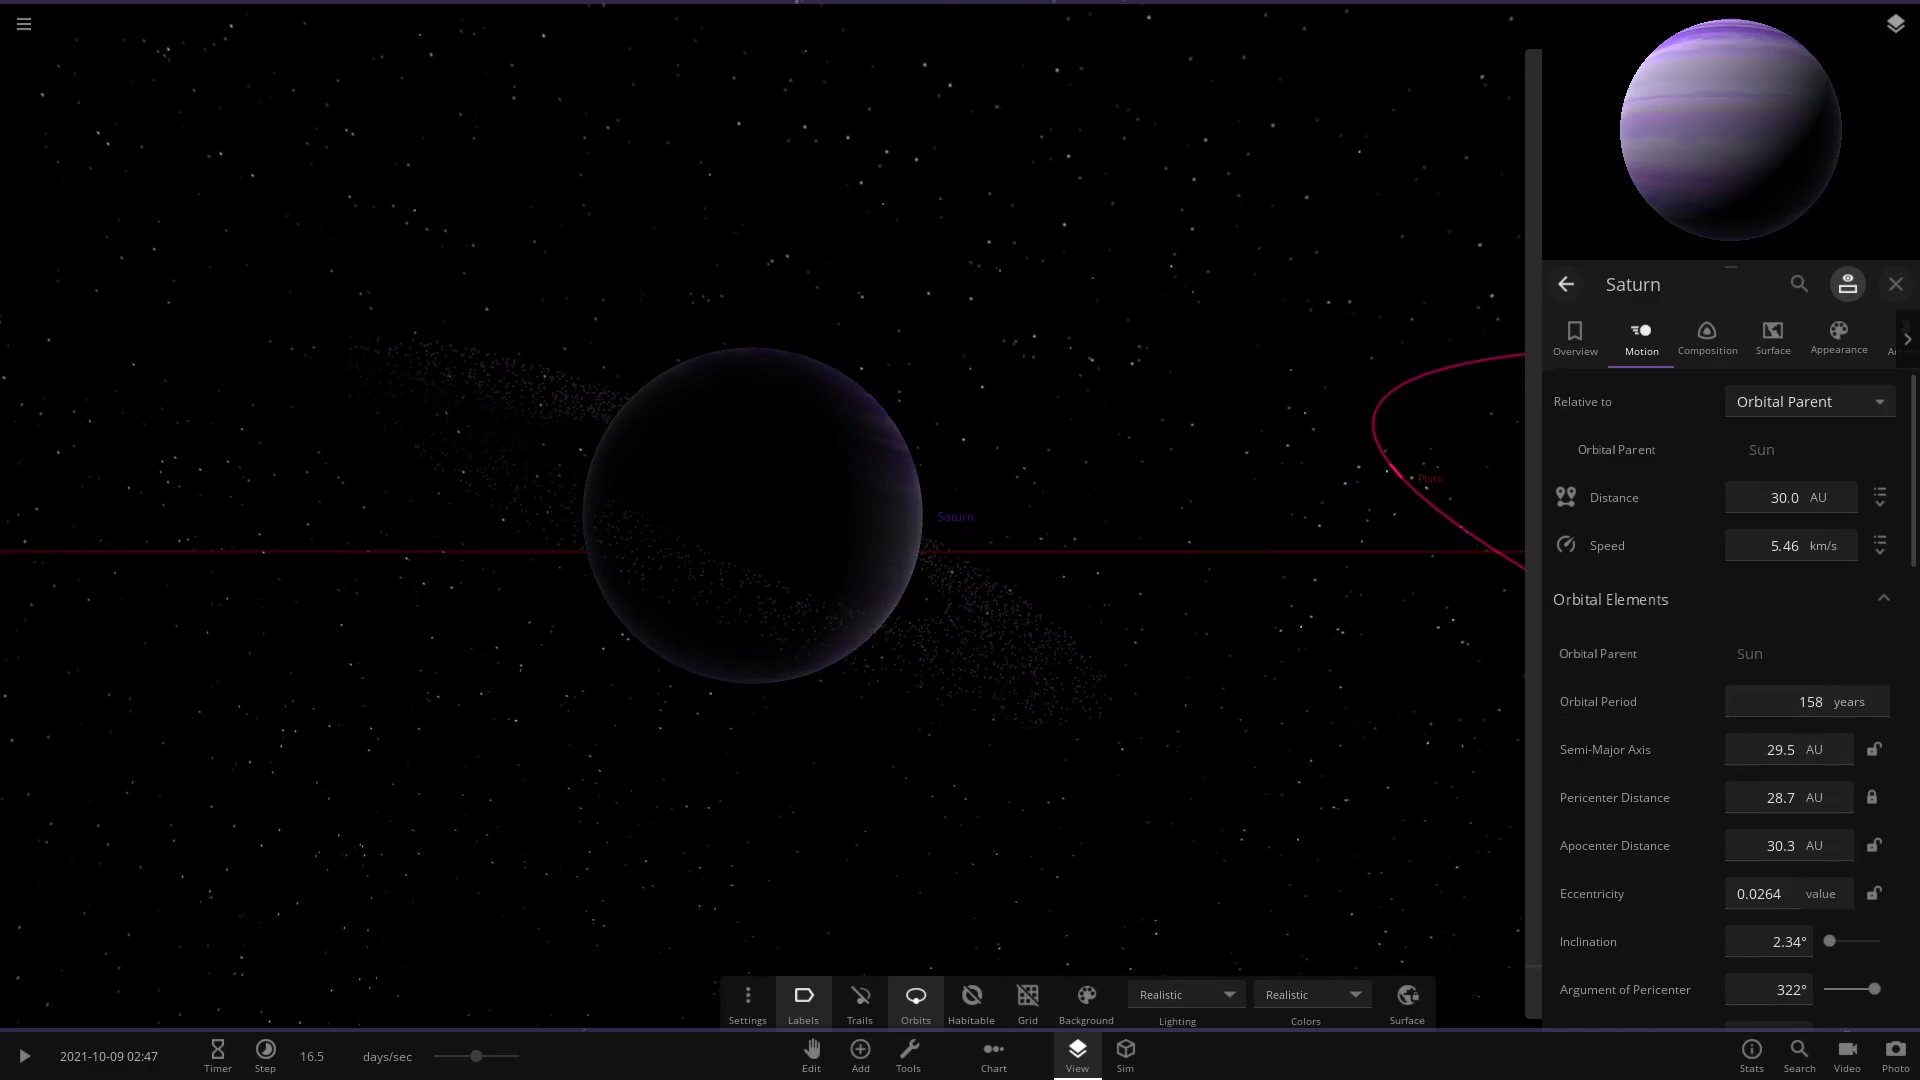 Saturn
Overview
Motion
Composition
Surface
Appearance
Relative to
Orbital Parent
Orbital Parent
Sun
Distance
30.0 AU
Speed
5.46 km/s
Orbital Elements
Orbital Parent
Sun
Orbital Period
158 years
Semi-Major Axis
29.5 AU
Pericenter Distance
28.7 AU
Apocenter Distance
30.3 AU
Eccentricity
0.0264 value
Inclination
2.34°
Argument of Pericenter
322°
Pluto
Saturn
Settings
Labels
Trails
Orbits
Habitable
Grid
Background
Realistic
Lighting
Realistic
Colors
Surface
2021-10-09 02:47
Timer
Step
16.5 days/sec
Edit
Add
Tools
Chart
View
Sim
Stats
Search
Video
Photo